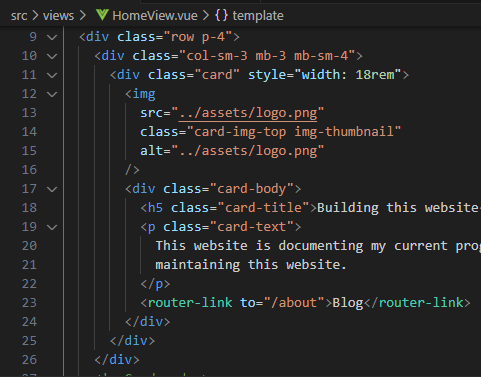 src > views > HomeView.vue > {} template
9 <div class="row p-4">
10 <div class="col-sm-3 mb-3 mb-sm-4">
11 <div class="card" style="width: 18rem">
12 <img
13 src="../assets/logo.png"
14 class="card-img-top img-thumbnail"
15 alt="../assets/logo.png"
16 />
17 <div class="card-body">
18 <h5 class="card-title">Building this website
19 <p class="card-text">
20 This website is documenting my current prog
21 maintaining this website.
22 </p>
23 <router-link to="/about">Blog</router-link>
24 </div>
25 </div>
26 </div>